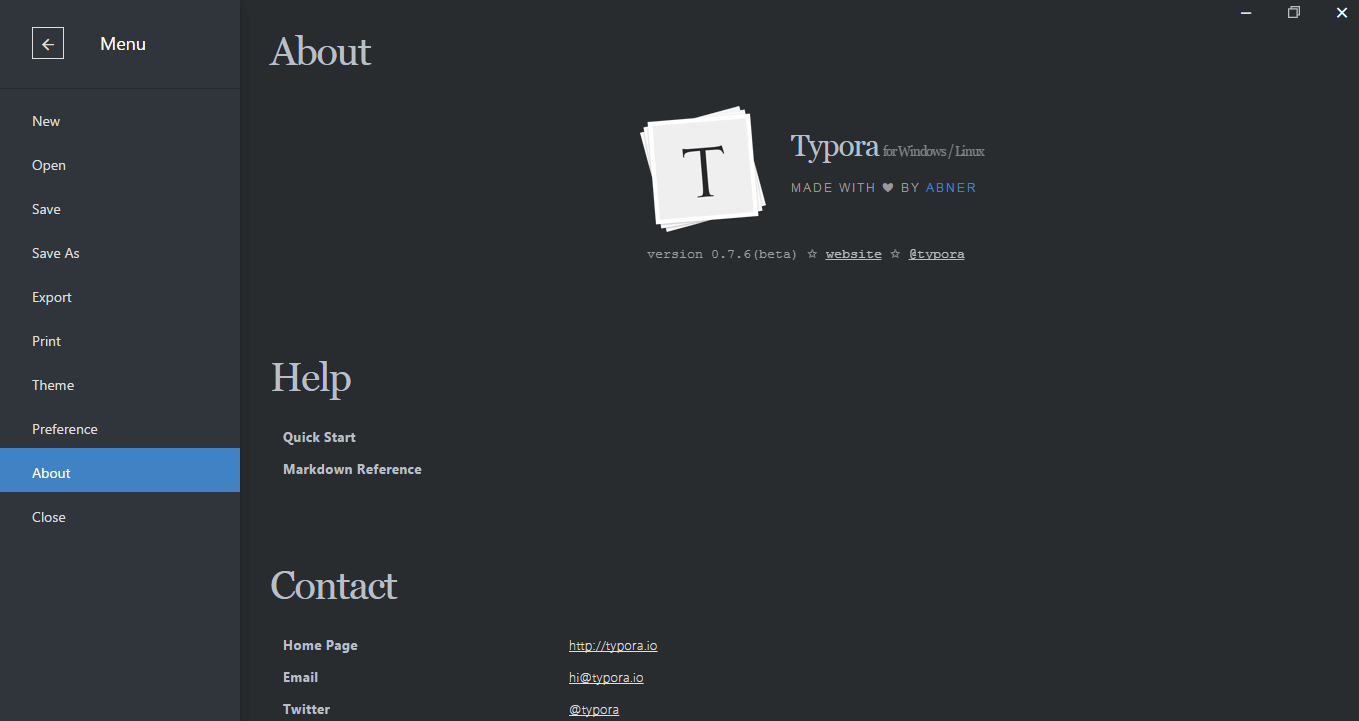 Menu
New
Open
Save
Save As
Export
Print
Theme
Preference
About
Close
About
T
Typora for Windows / Linux
MADE WITH ♥ BY ABNER
version 0.7.6(beta) ☆ website ☆ @typora
Help
Quick Start
Markdown Reference
Contact
Home Page http://typora.io
Email hi@typora.io
Twitter @typora